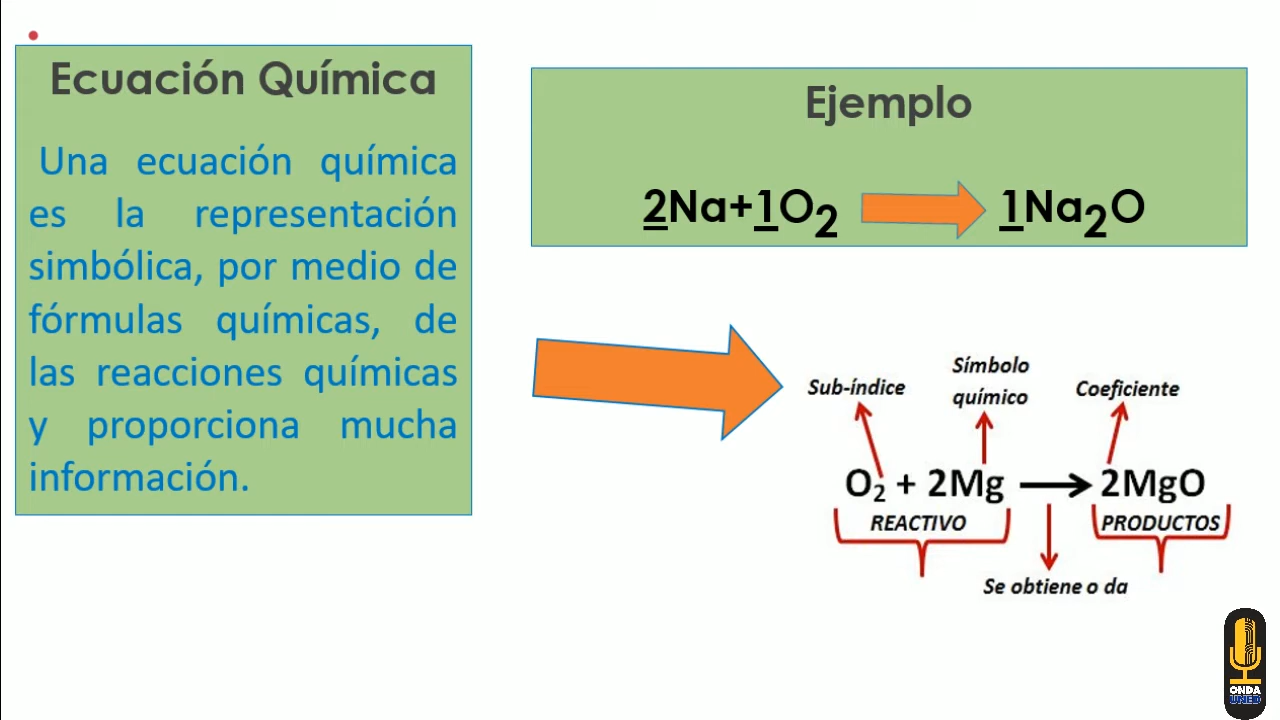 Ecuación Química
Una ecuación química
es la representación
simbólica, por medio de
fórmulas químicas, de
las reacciones químicas
y proporciona mucha
información.
Ejemplo
2Na+1O2 1Na2O
Sub-índice
Símbolo
químico
Coeficiente
O2 + 2Mg → 2MgO
REACTIVO
PRODUCTOS
Se obtiene o da
ONDA
UNED